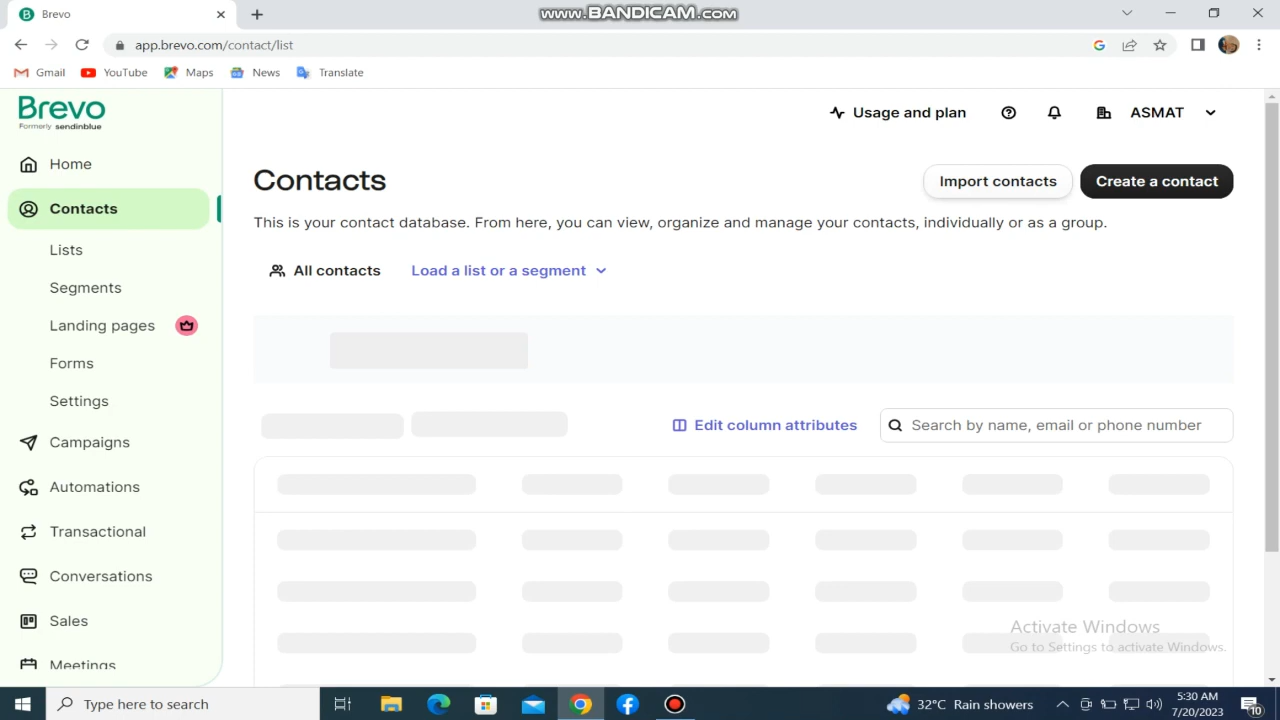 Brevo
www.BANDICAM.com
app.brevo.com/contact/list
Gmail
YouTube
Maps
News
Translate
Brevo
Formerly sendinblue
Usage and plan
ASMAT
Home
Contacts
Lists
Segments
Landing pages
Forms
Settings
Campaigns
Automations
Transactional
Conversations
Sales
Meetings
Contacts
Import contacts
Create a contact
This is your contact database. From here, you can view, organize and manage your contacts, individually or as a group.
All contacts
Load a list or a segment
Edit column attributes
Search by name, email or phone number
Activate Windows
Go to Settings to activate Windows.
Type here to search
32°C Rain showers
5:30 AM
7/20/2023
10